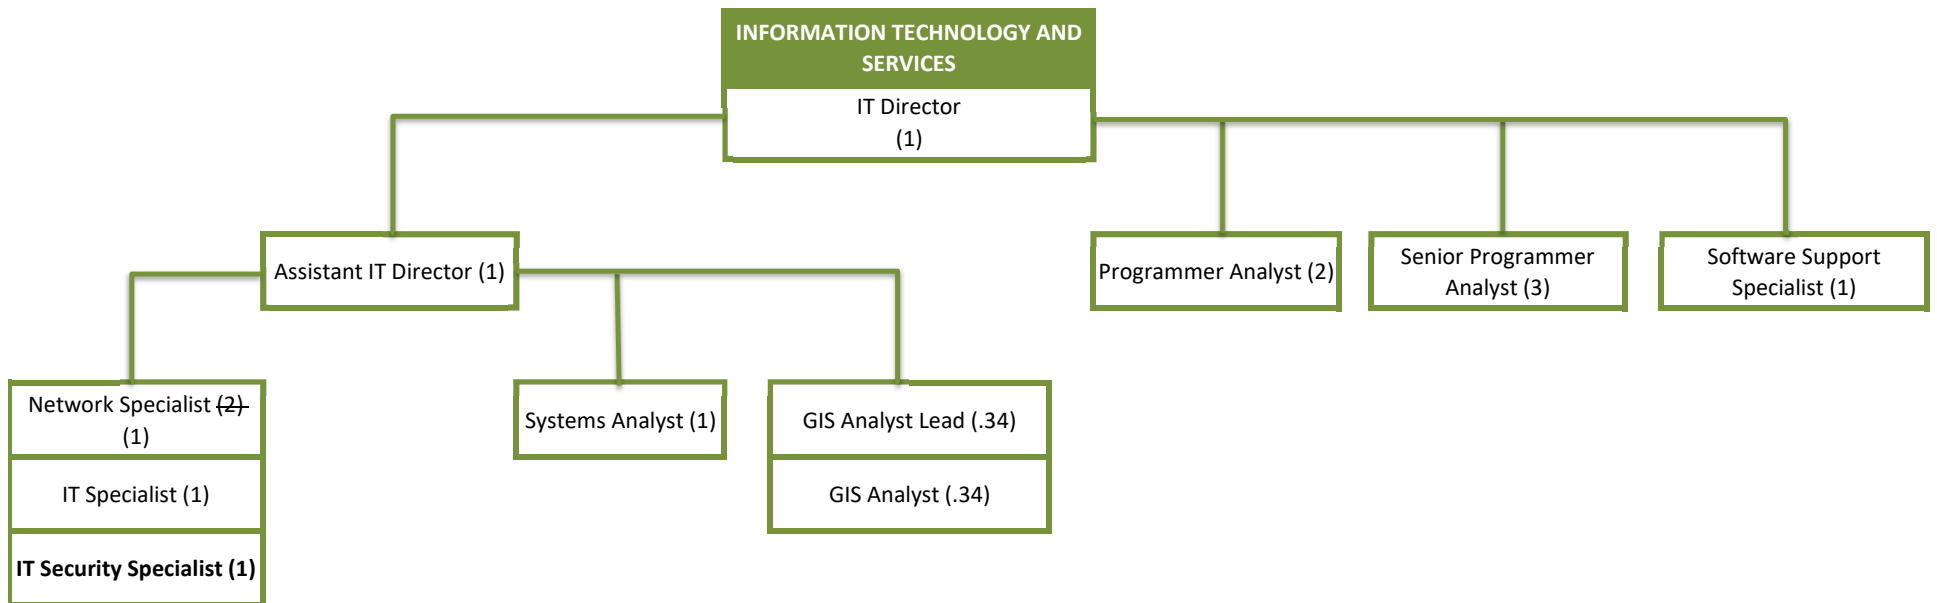 INFORMATION TECHNOLOGY AND
SERVICES
IT Director
(1)
Assistant IT Director (1)
Programmer Analyst (2)
Senior Programmer
Analyst (3)
Software Support
Specialist (1)
Network Specialist (2)
(1)
IT Specialist (1)
IT Security Specialist (1)
Systems Analyst (1)
GIS Analyst Lead (.34)
GIS Analyst (.34)